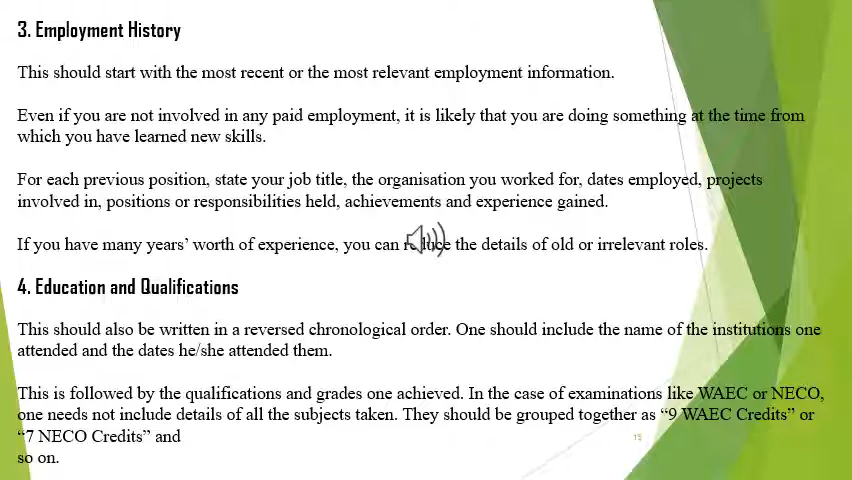 3. Employment History
This should start with the most recent or the most relevant employment information.
Even if you are not involved in any paid employment, it is likely that you are doing something at the time from
which you have learned new skills.
For each previous position, state your job title, the organisation you worked for, dates employed, projects
involved in, positions or responsibilities held, achievements and experience gained.
If you have many years’ worth of experience, you can reduce the details of old or irrelevant roles.
4. Education and Qualifications
This should also be written in a reversed chronological order. One should include the name of the institutions one
attended and the dates he/she attended them.
This is followed by the qualifications and grades one achieved. In the case of examinations like WAEC or NECO,
one needs not include details of all the subjects taken. They should be grouped together as “9 WAEC Credits” or
“7 NECO Credits” and
so on.
15